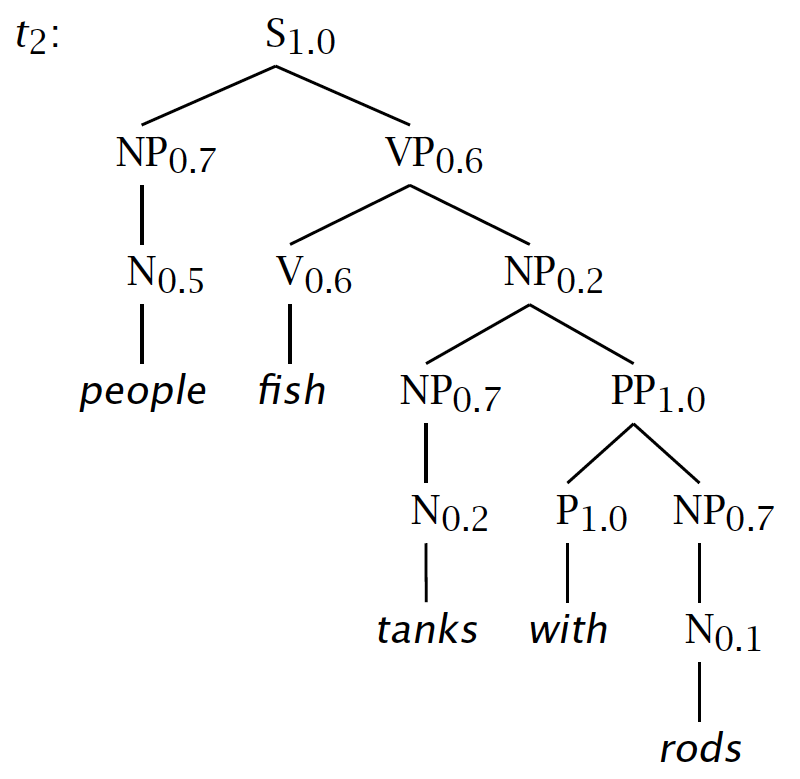 t2: S1.0
NP0.7 VP0.6
N0.5 V0.6 NP0.2
people fish NP0.7 PP1.0
N0.2 P1.0 NP0.7
tanks with N0.1
rods